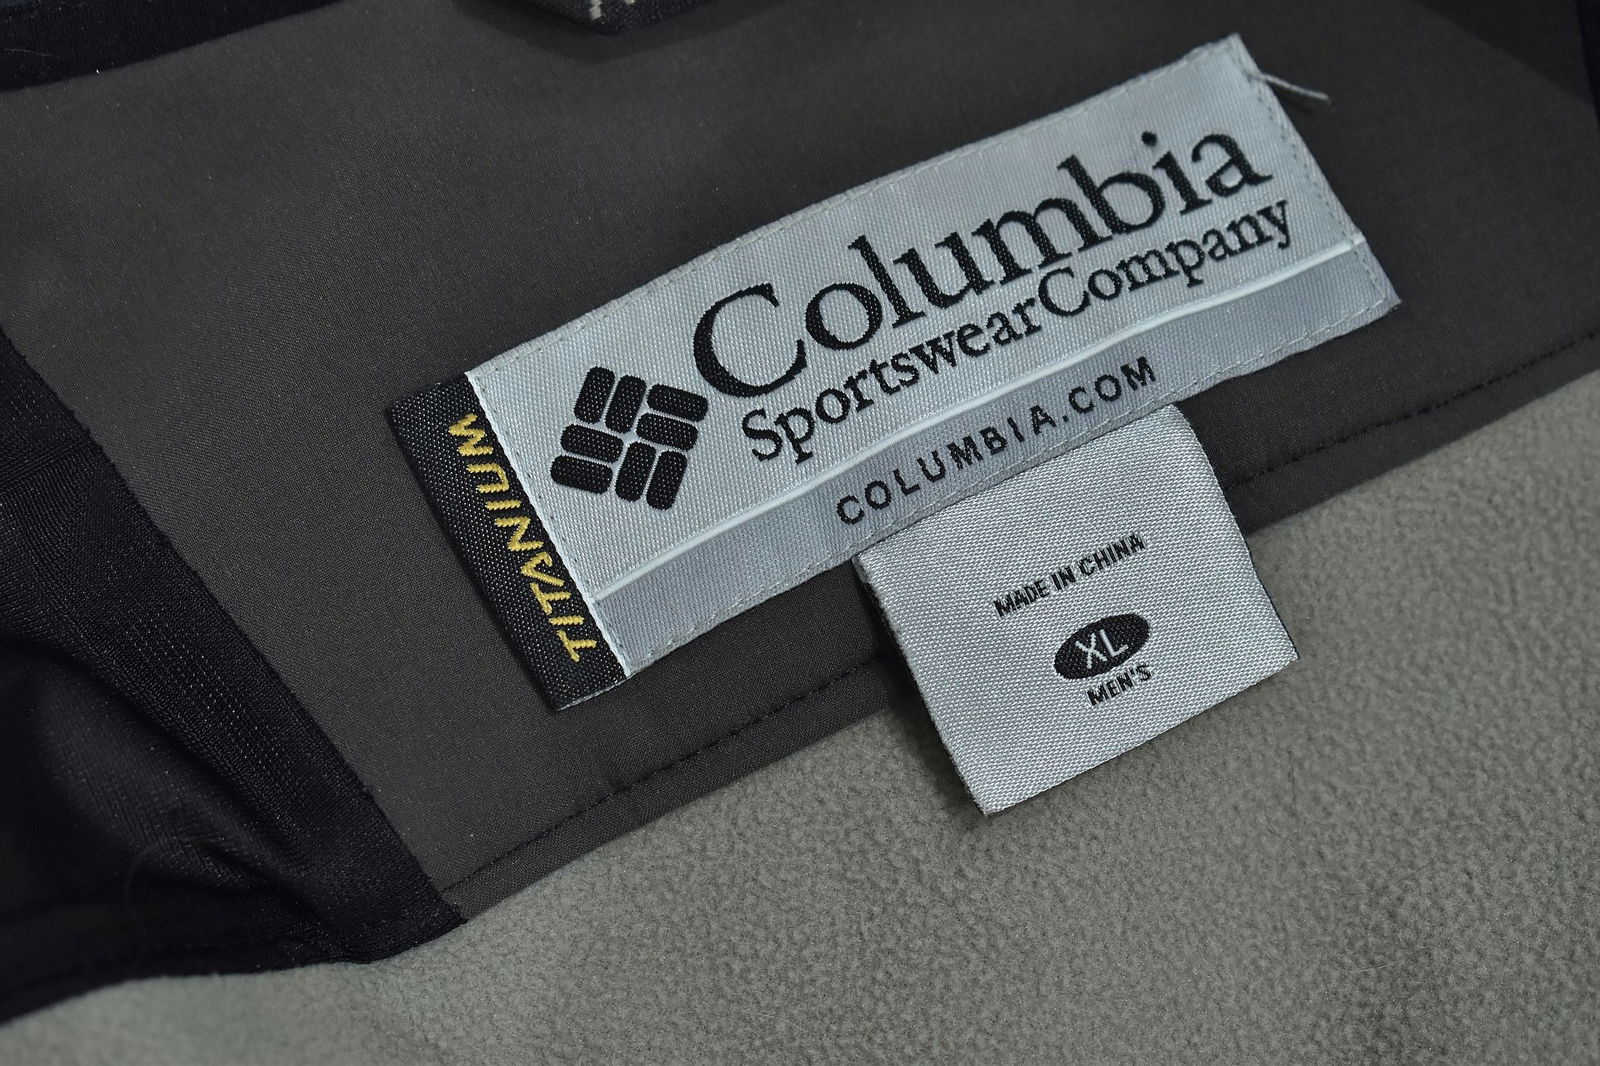 Columbia
SportswearCompany
COLUMBIA.COM
TITANIUM
MADE IN CHINA
XL
MEN'S